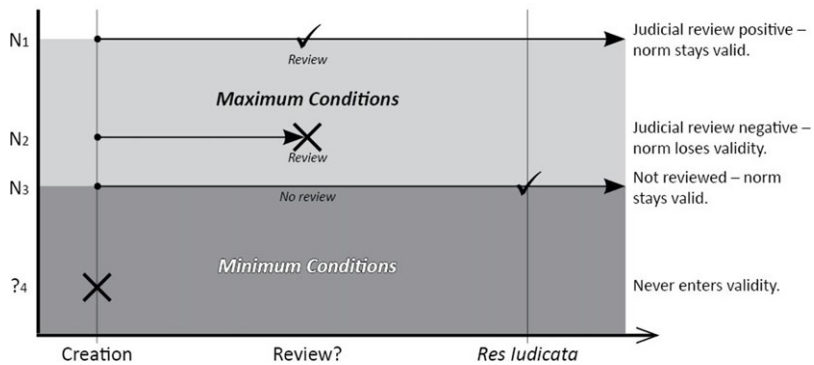 N1
Judicial review positive –
norm stays valid.
Review
Maximum Conditions
N2
Judicial review negative –
norm loses validity.
Review
N3
Not reviewed – norm
stays valid.
No review
Minimum Conditions
?4
Never enters validity.
Creation
Review?
Res Iudicata